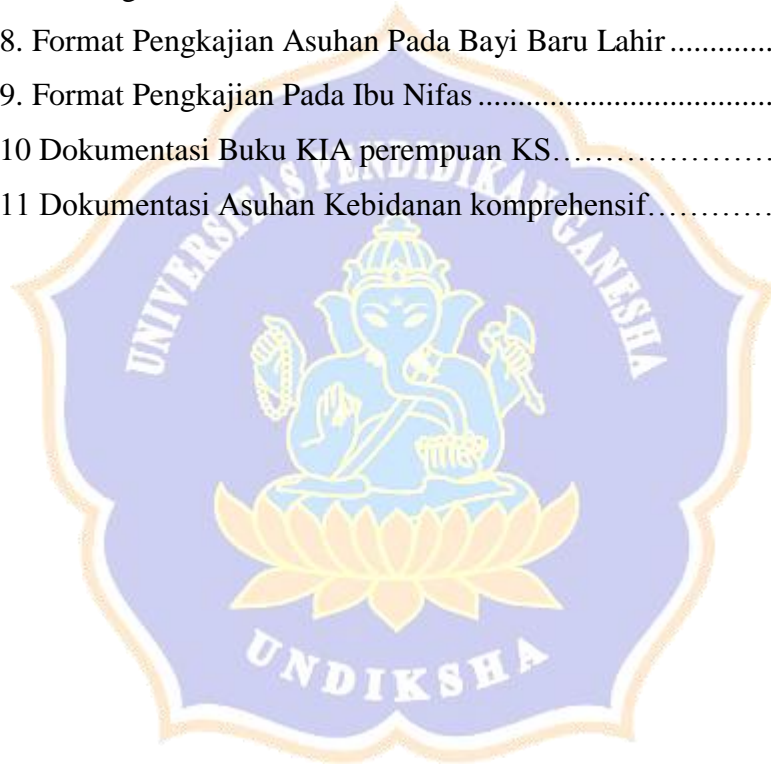 8. Format Pengkajian Asuhan Pada Bayi Baru Lahir .............
9. Format Pengkajian Pada Ibu Nifas ...................................
10 Dokumentasi Buku KIA perempuan KS…………………
11 Dokumentasi Asuhan Kebidanan komprehensif…………
UNIVERSITAS PENDIDIKAN GANESHA
UNDIKSHA